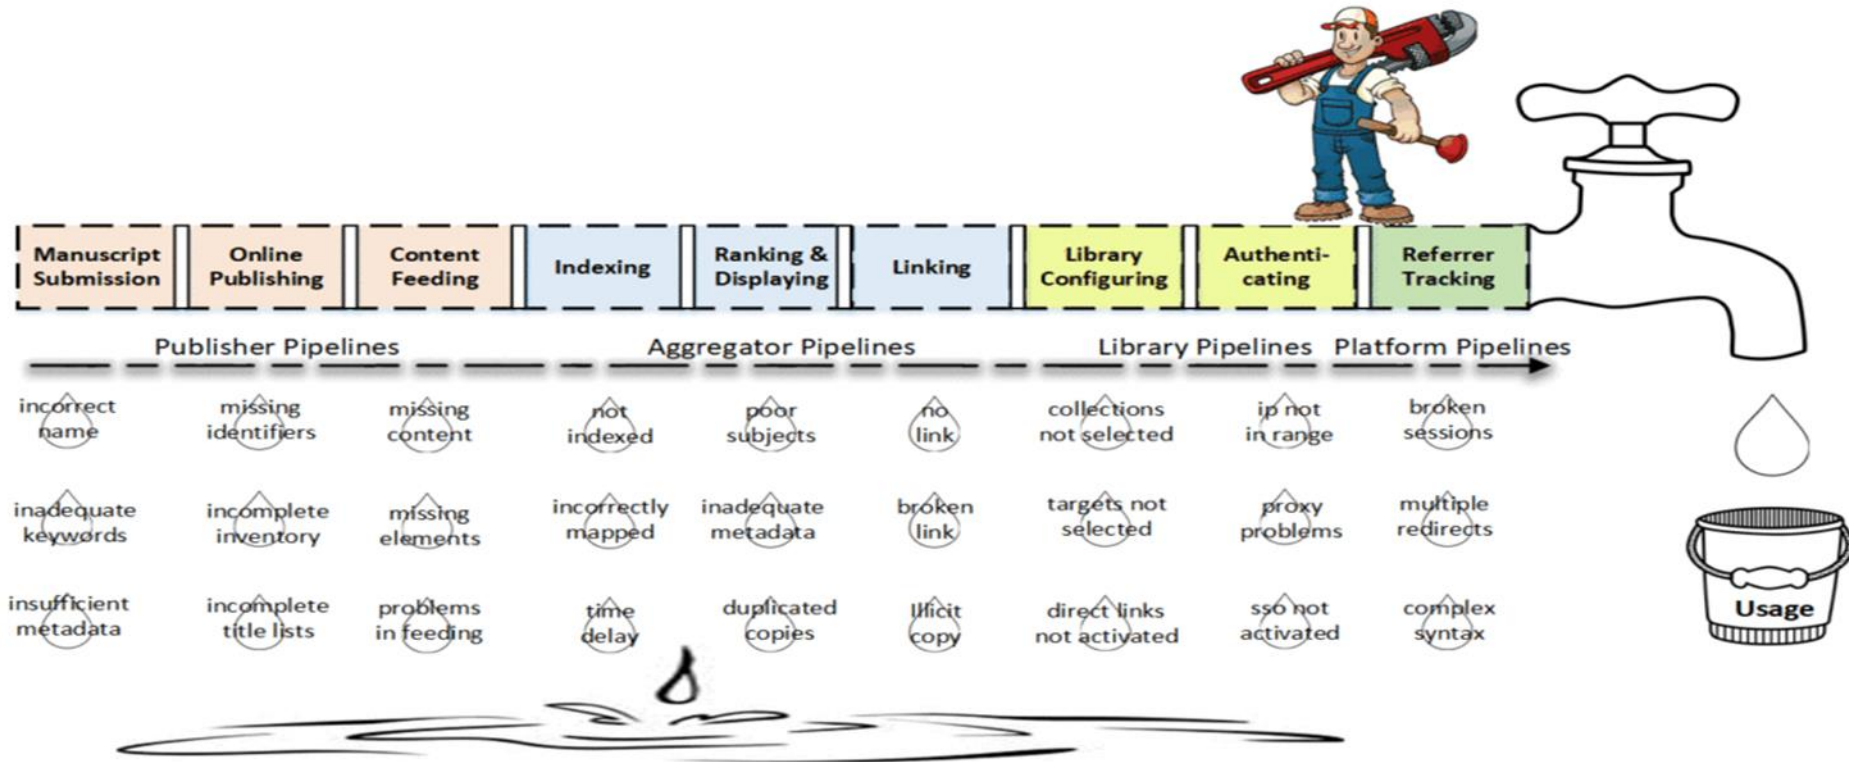 Manuscript
Submission
Online
Publishing
Content
Feeding
Indexing
Ranking &
Displaying
Linking
Library
Configuring
Authenti-
cating
Referrer
Tracking
Publisher Pipelines
Aggregator Pipelines
Library Pipelines
Platform Pipelines
incorrect
name
missing
identifiers
missing
content
not
indexed
poor
subjects
no
link
collections
not selected
ip not
in range
broken
sessions
inadequate
keywords
incomplete
inventory
missing
elements
incorrectly
mapped
inadequate
metadata
broken
link
targets not
selected
proxy
problems
multiple
redirects
insufficient
metadata
incomplete
title lists
problems
in feeding
time
delay
duplicated
copies
Illicit
copy
direct links
not activated
sso not
activated
complex
syntax
Usage